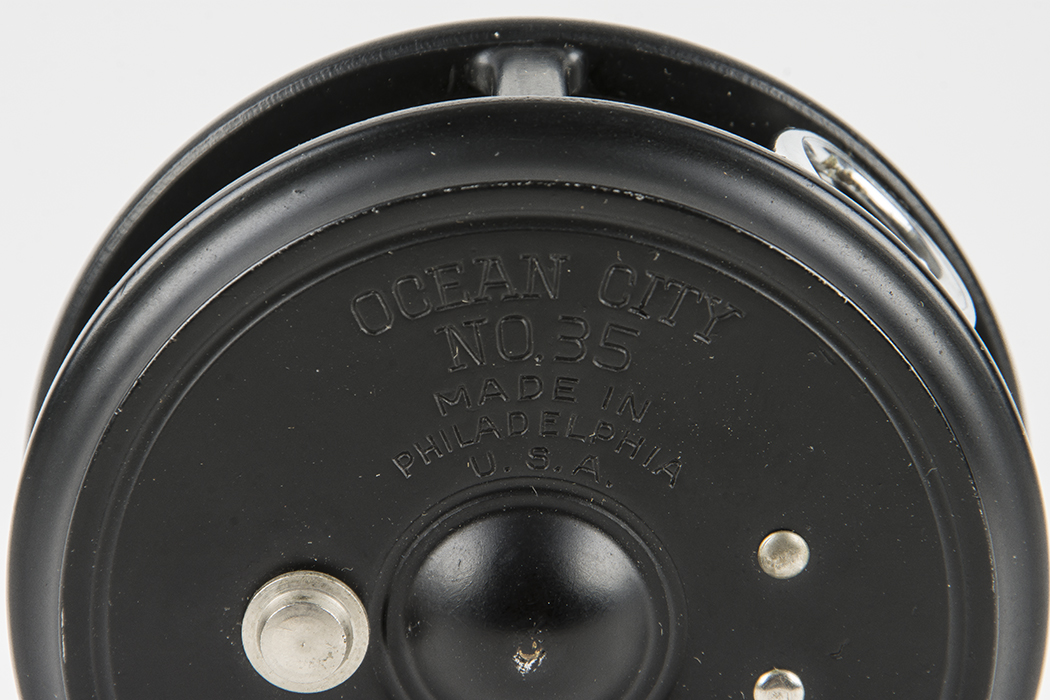 OCEAN CITY
NO. 35
MADE IN
PHILADELPHIA
U.S.A.